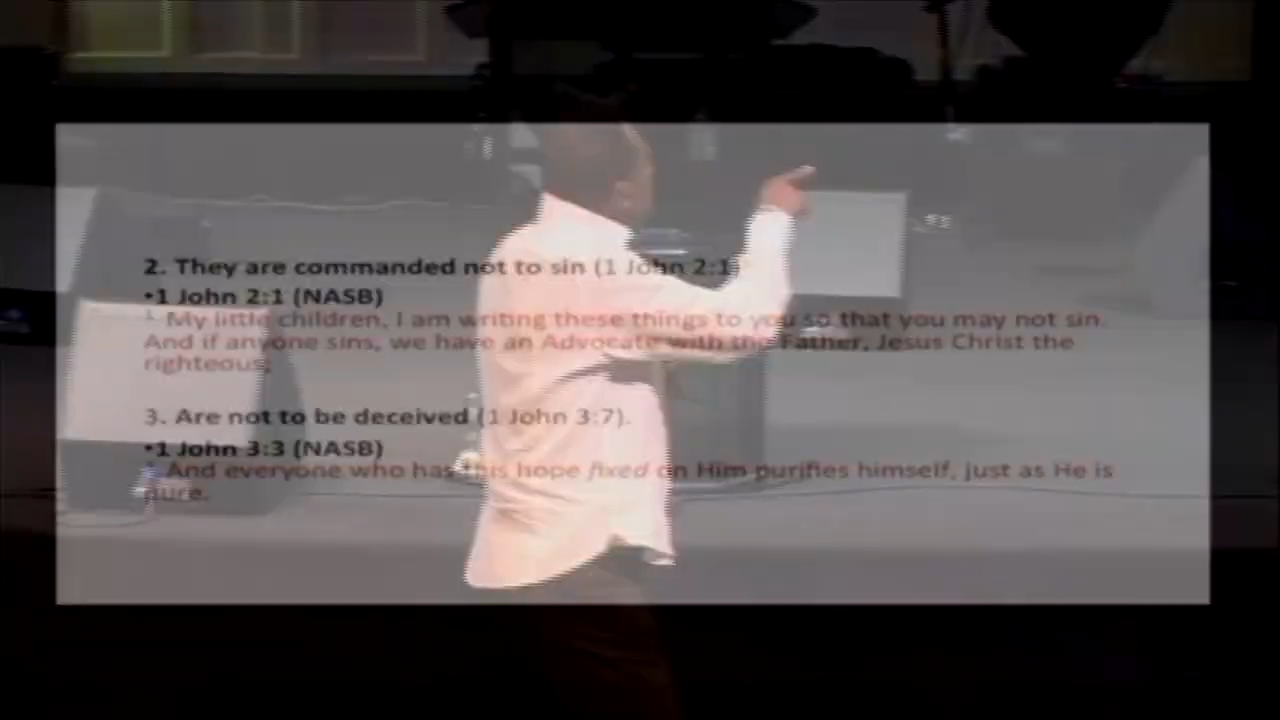 2. They are commanded not to sin (1 John 2:1)
•1 John 2:1 (NASB)
1 My little children, I am writing these things to you so that you may not sin.
And if anyone sins, we have an Advocate with the Father, Jesus Christ the
righteous;
3. Are not to be deceived (1 John 3:7).
•1 John 3:3 (NASB)
And everyone who has this hope fixed on Him purifies himself, just as He is
pure.